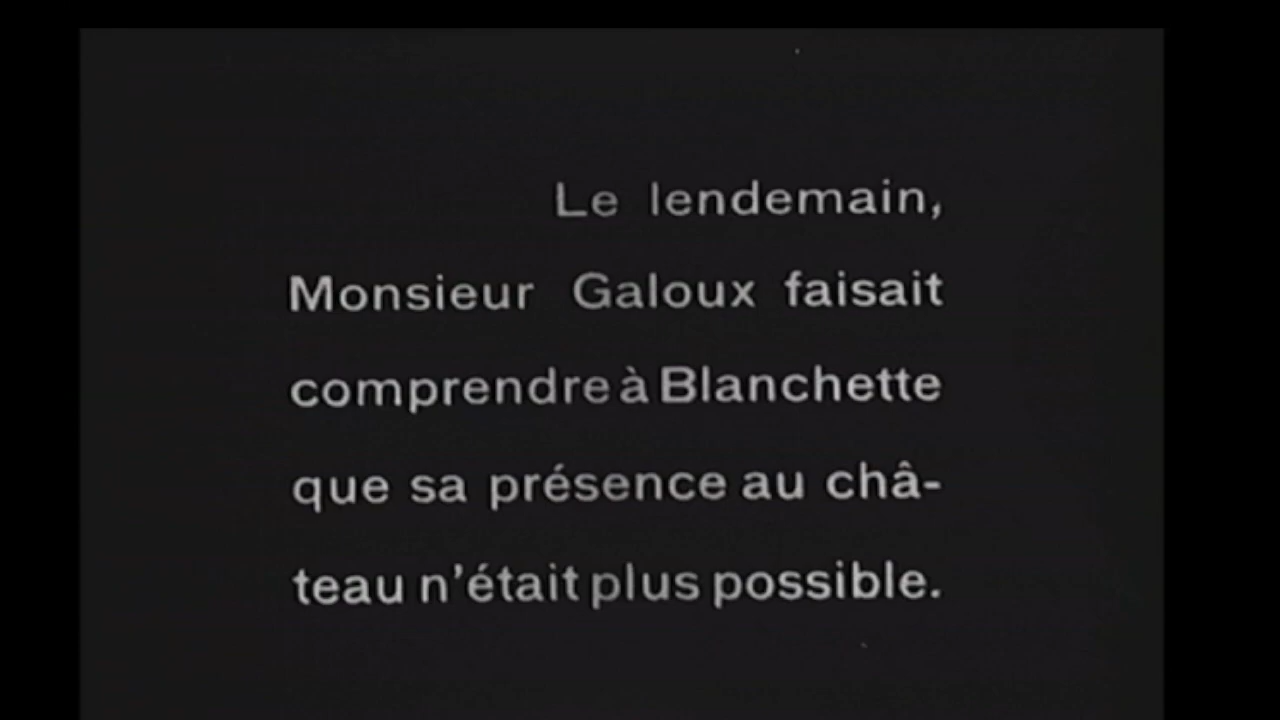 Le lendemain,
Monsieur Galoux faisait
comprendre à Blanchette
que sa présence au châ-
teau n'était plus possible.